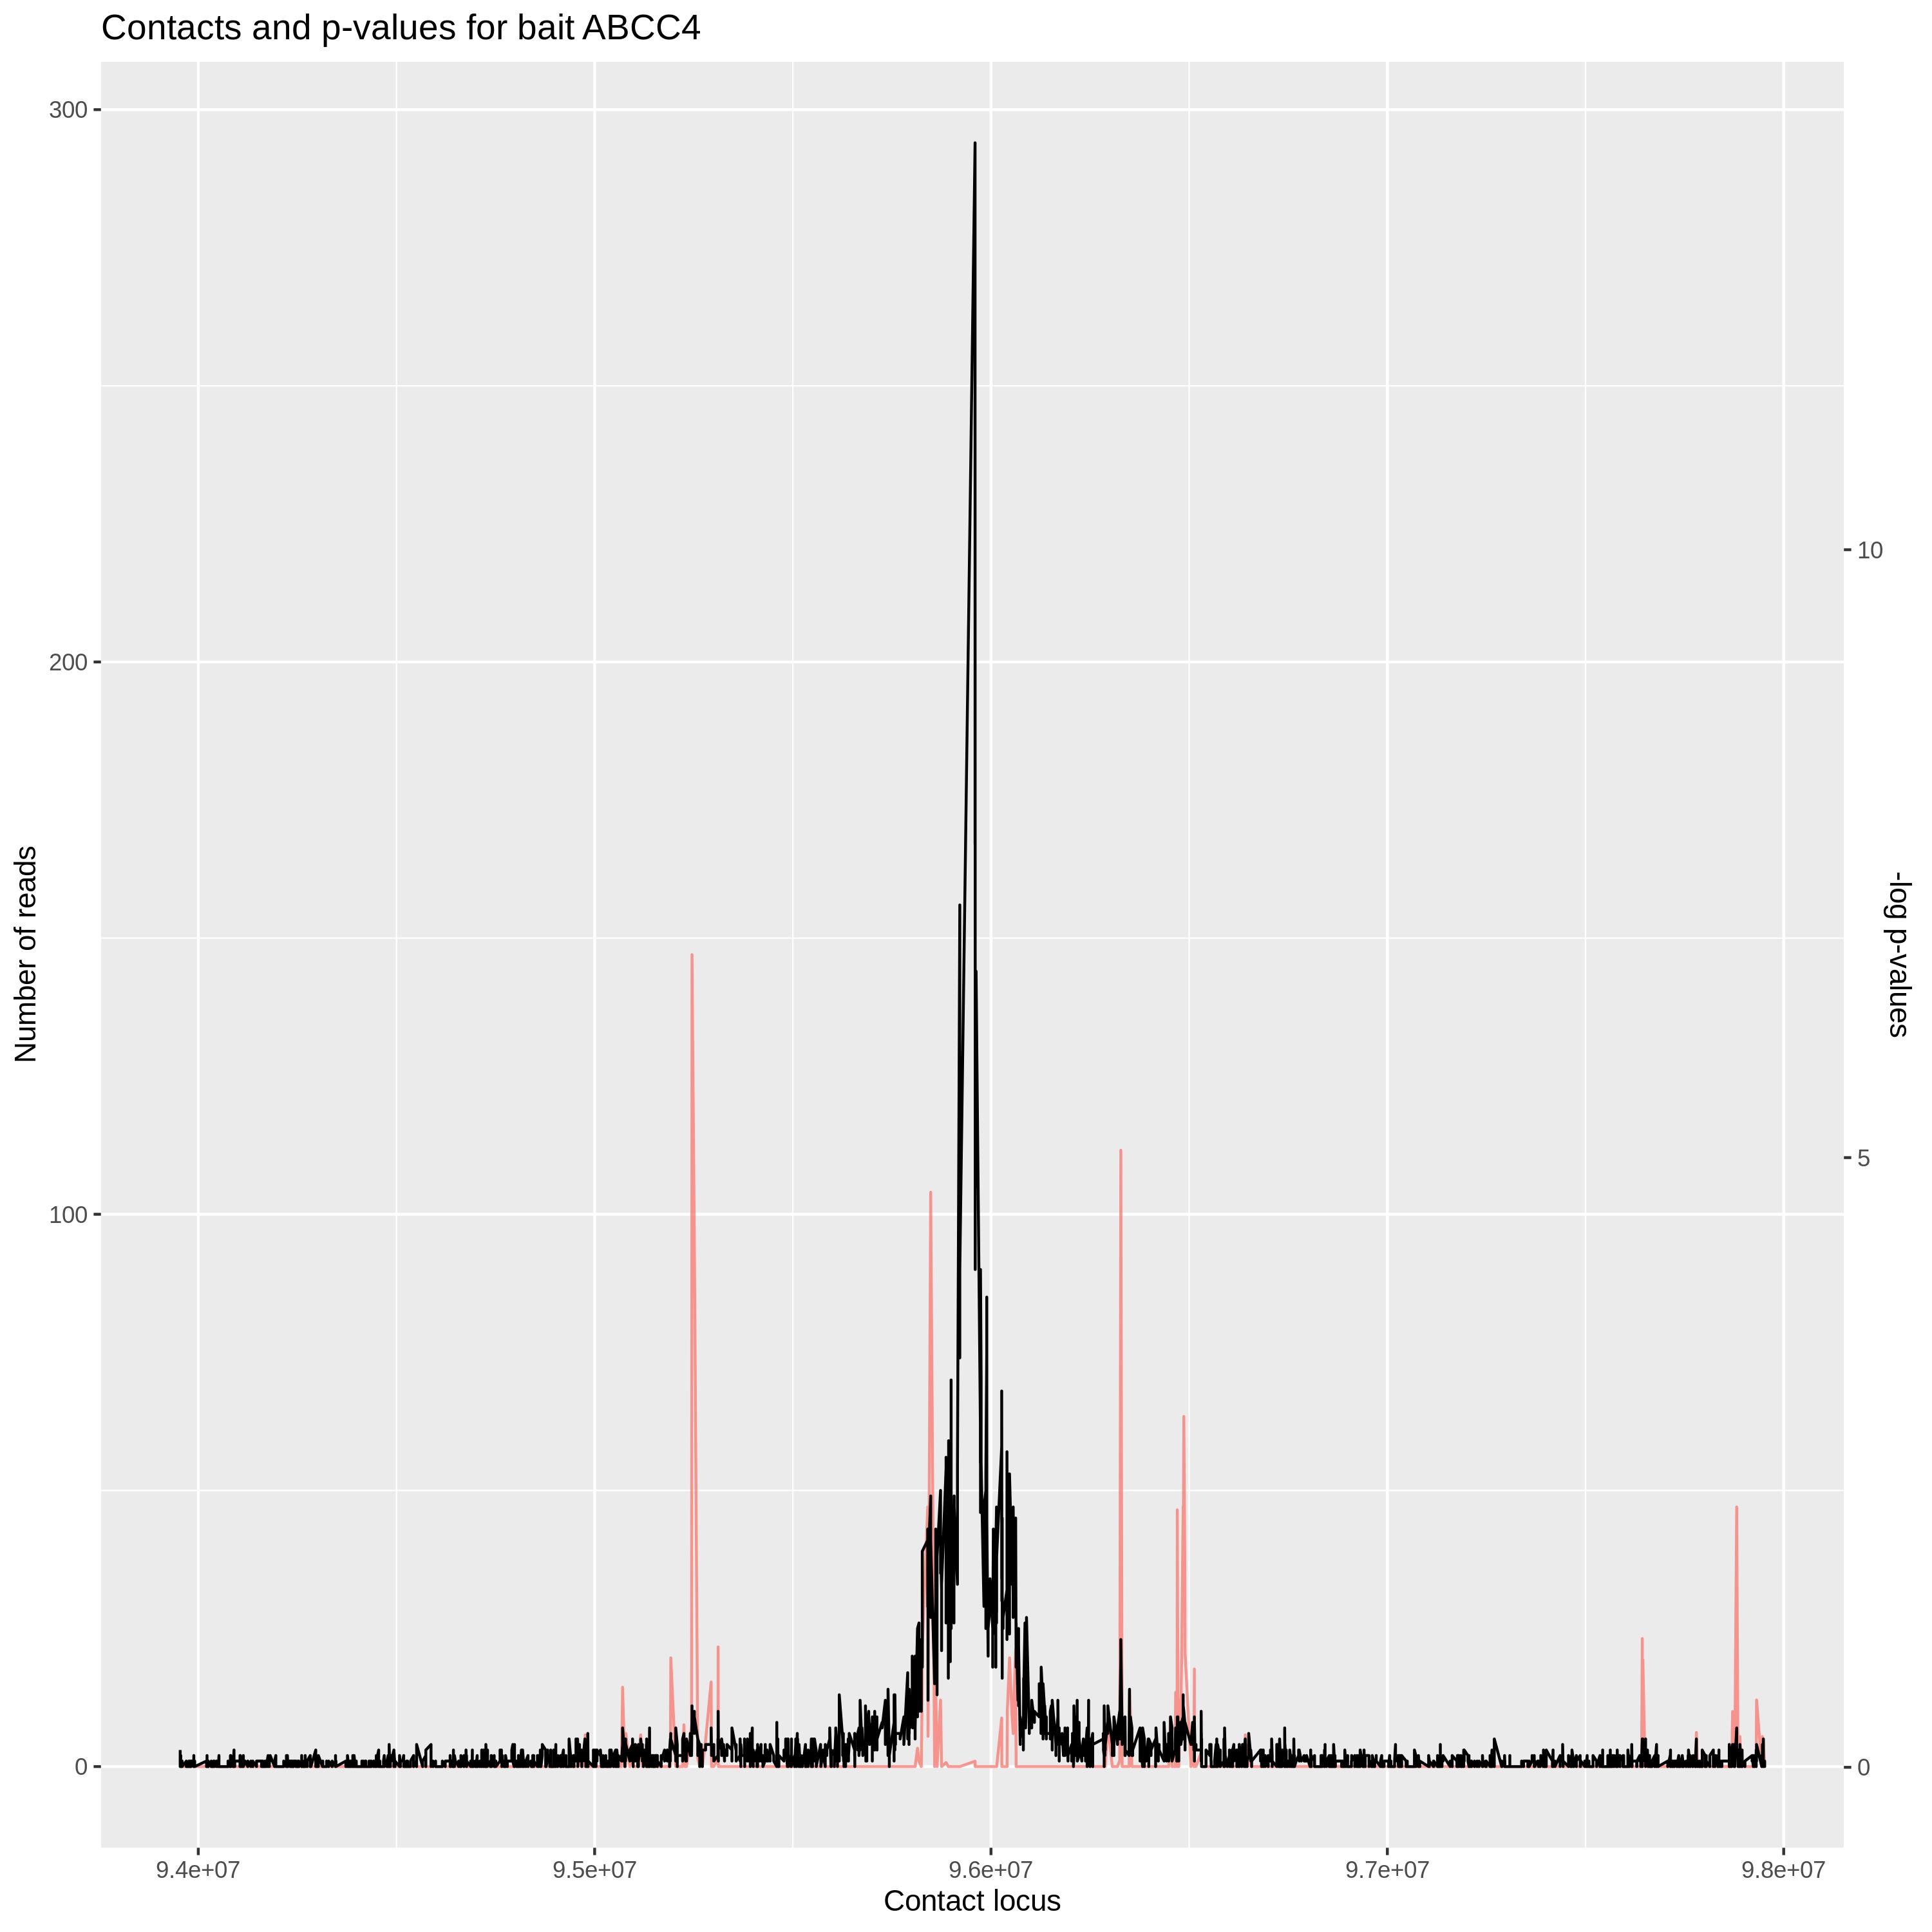 Contacts and p-values for bait ABCC4
300
200
100
0
Number of reads
10
5
0
-log p-values
9.4e+07 9.5e+07 9.6e+07 9.7e+07 9.8e+07
Contact locus